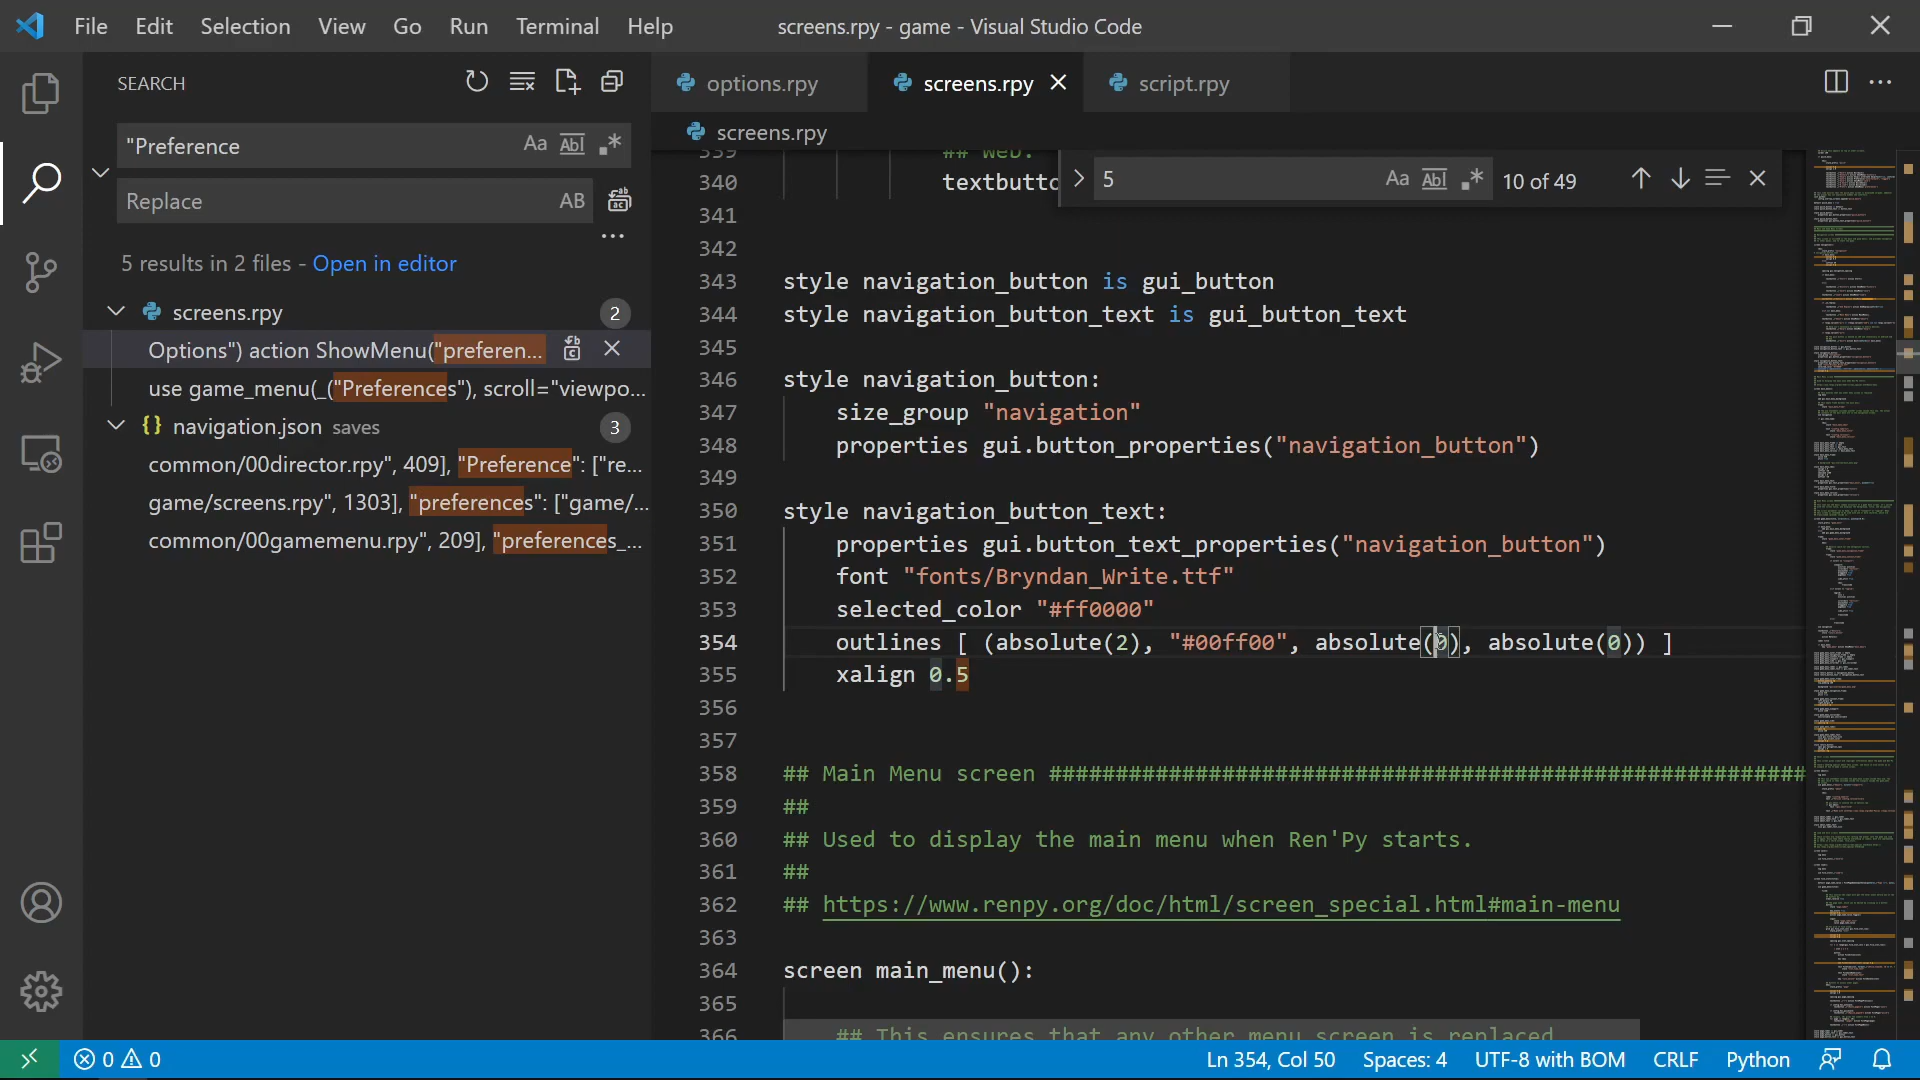 File Edit Selection View Go Run Terminal Help
screens.rpy - game - Visual Studio Code
SEARCH
"Preference
Aa Abl .*
Replace
AB
5 results in 2 files - Open in editor
screens.rpy 2
Options") action ShowMenu("preferen...
use game_menu(_("Preferences"), scroll="viewpo...
{} navigation.json saves 3
common/00director.rpy", 409], "Preference": ["re...
game/screens.rpy", 1303], "preferences": ["game/...
common/00gamemenu.rpy", 209], "preferences_...
options.rpy
screens.rpy
script.rpy
screens.rpy
5
Aa Abl .*
10 of 49
339 ## web.
340 textbutto
341
342
343 style navigation_button is gui_button
344 style navigation_button_text is gui_button_text
345
346 style navigation_button:
347 size_group "navigation"
348 properties gui.button_properties("navigation_button")
349
350 style navigation_button_text:
351 properties gui.button_text_properties("navigation_button")
352 font "fonts/Bryndan_Write.ttf"
353 selected_color "#ff0000"
354 outlines [ (absolute(2), "#00ff00", absolute(0), absolute(0)) ]
355 xalign 0.5
356
357
358 ## Main Menu screen #########################################################
359 ##
360 ## Used to display the main menu when Ren'Py starts.
361 ##
362 ## https://www.renpy.org/doc/html/screen_special.html#main-menu
363
364 screen main_menu():
365
366 ## This ensures that any other menu screen is replaced.
0 0
Ln 354, Col 50 Spaces: 4 UTF-8 with BOM CRLF Python